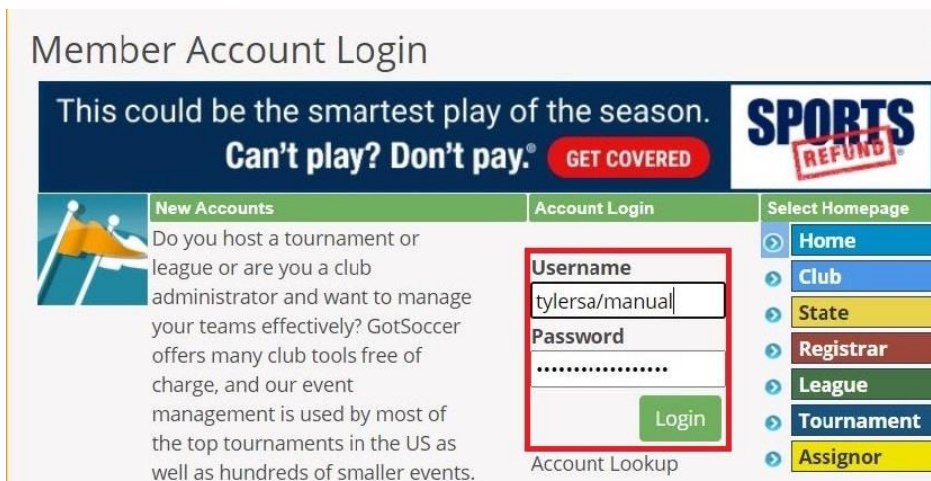 Member Account Login
This could be the smartest play of the season.
Can't play? Don't pay.® GET COVERED
SPORTS
REFUND®
New Accounts
Do you host a tournament or
league or are you a club
administrator and want to manage
your teams effectively? GotSoccer
offers many club tools free of
charge, and our event
management is used by most of
the top tournaments in the US as
well as hundreds of smaller events.
Account Login
Username
tylersa/manual
Password
••••••••••••••••••
Login
Account Lookup
Select Homepage
Home
Club
State
Registrar
League
Tournament
Assignor